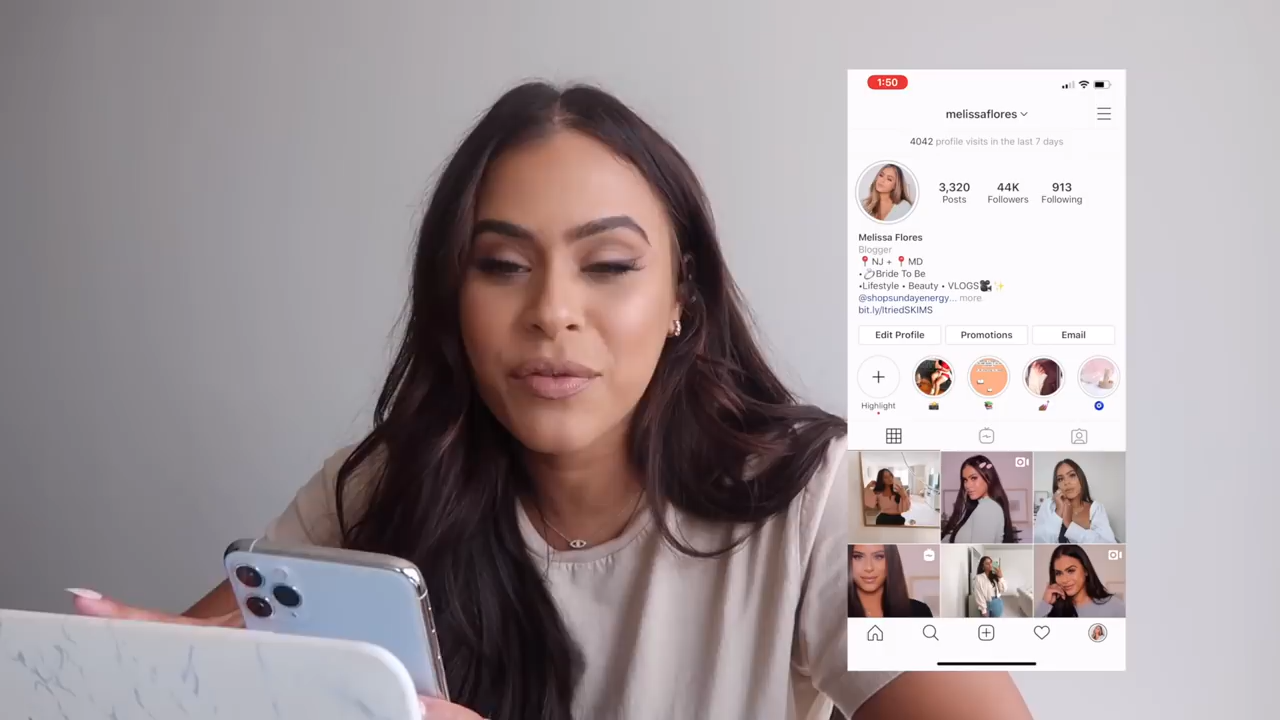 1:50
melissaflores
4042 profile visits in the last 7 days
3,320 44K 913
Posts Followers Following
Melissa Flores
Blogger
📍NJ + 📍MD
•💍Bride To Be
•Lifestyle • Beauty • VLOGS🎥✨
@shopsundayenergy... more
bit.ly/ItriedSKIMS
Edit Profile Promotions Email
Highlight